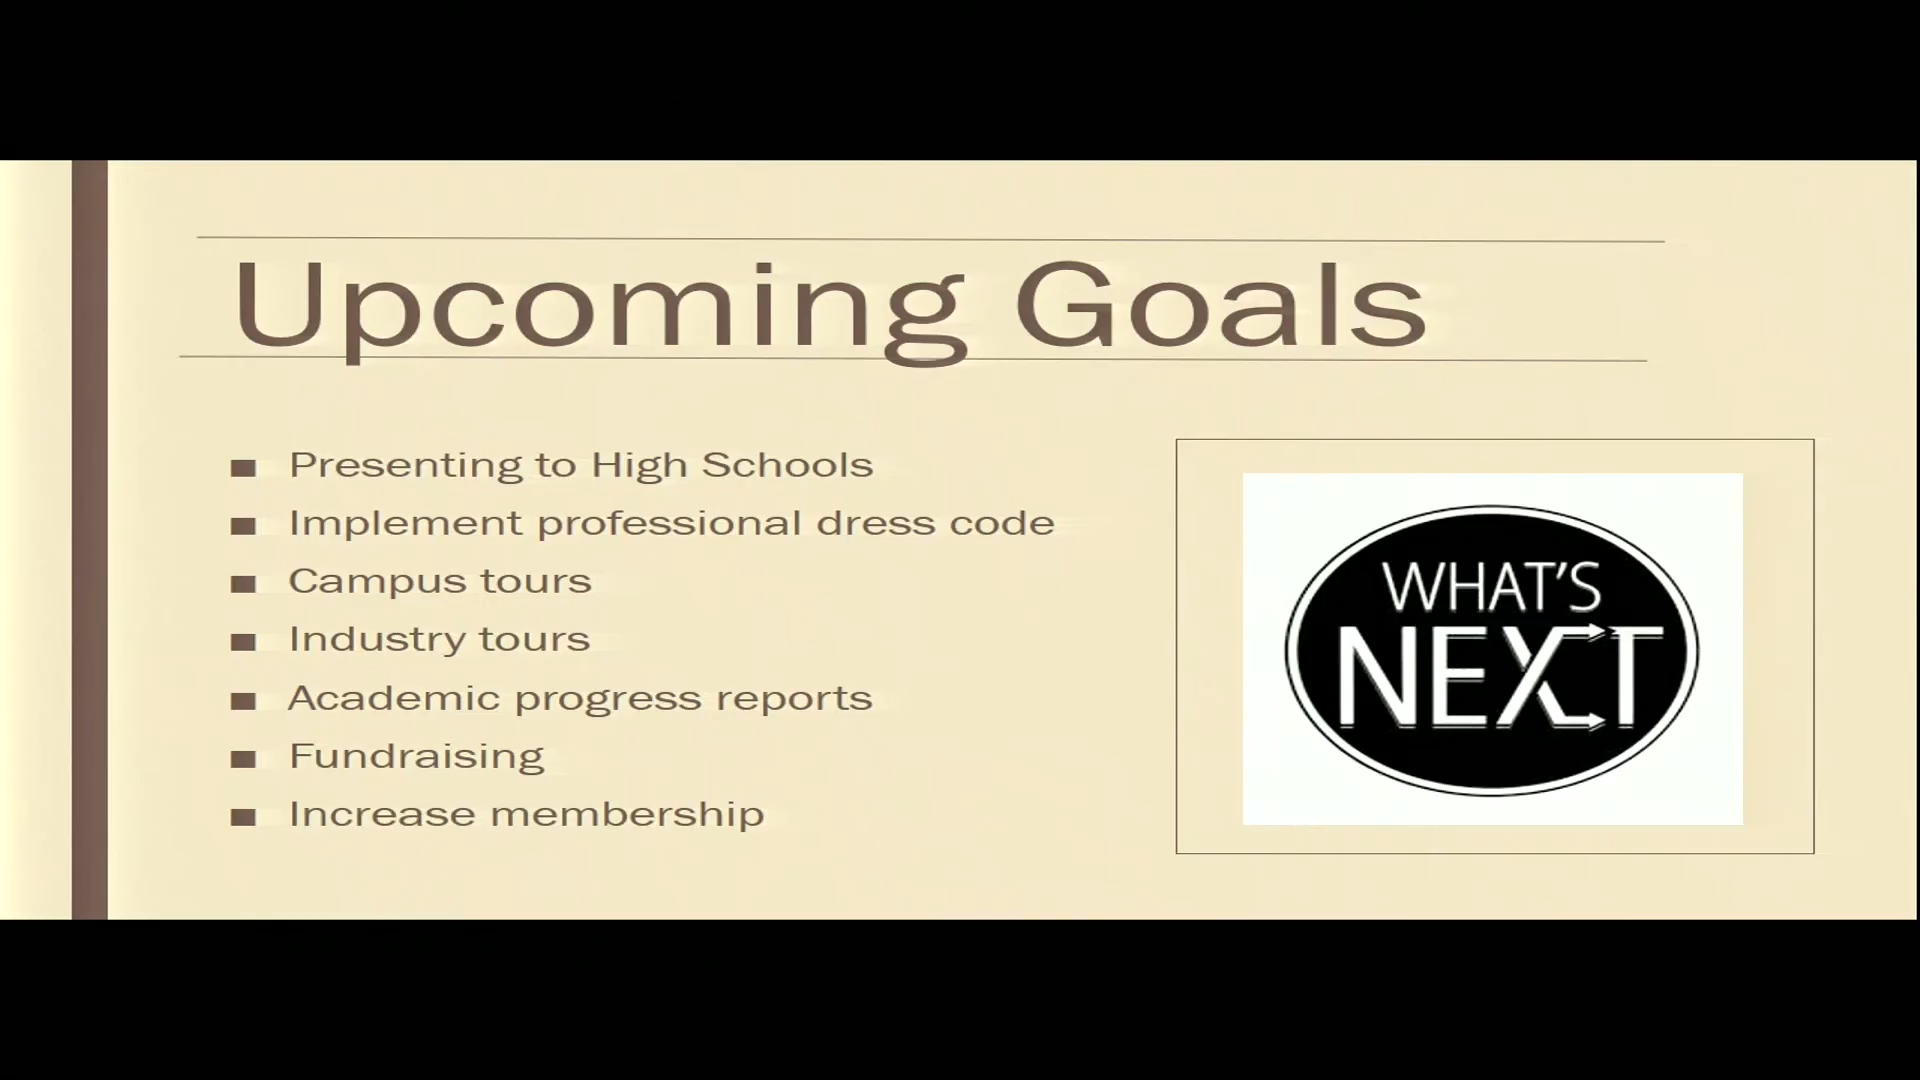 Upcoming Goals
Presenting to High Schools
Implement professional dress code
Campus tours
Industry tours
Academic progress reports
Fundraising
Increase membership
WHAT'S
NEXT